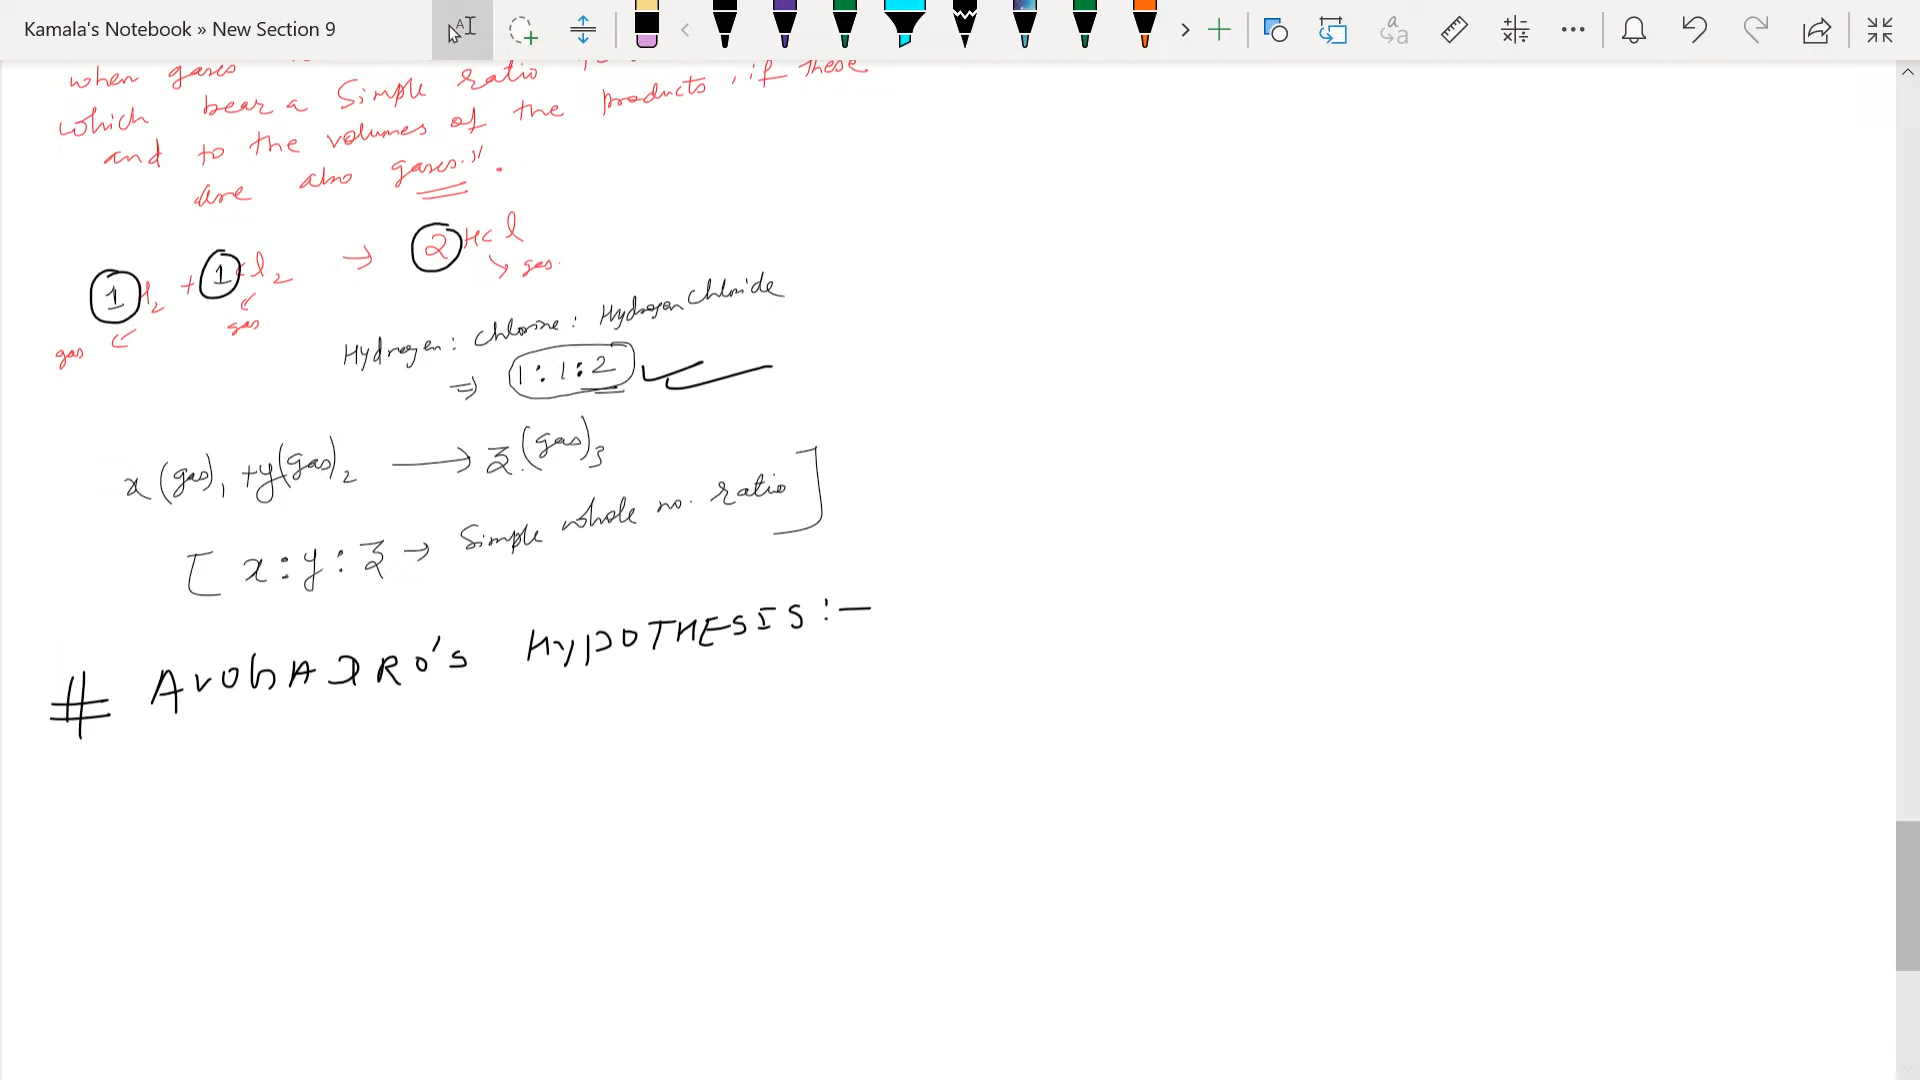 Kamala's Notebook » New Section 9
when gases
which bear a Simple ratio , if these
and to the volumes of the products
are also gases."
1 H2 + 1 Cl2 → 2 HCl
gas gas gas.
Hydrogen : Chlorine : Hydrogen Chloride
⇒ 1 : 1 : 2
x (gas)1 + y(gas)2 → z (gas)3
[ x : y : z → Simple whole no. ratio ]
# AVOGADRO'S HYPOTHESIS :-